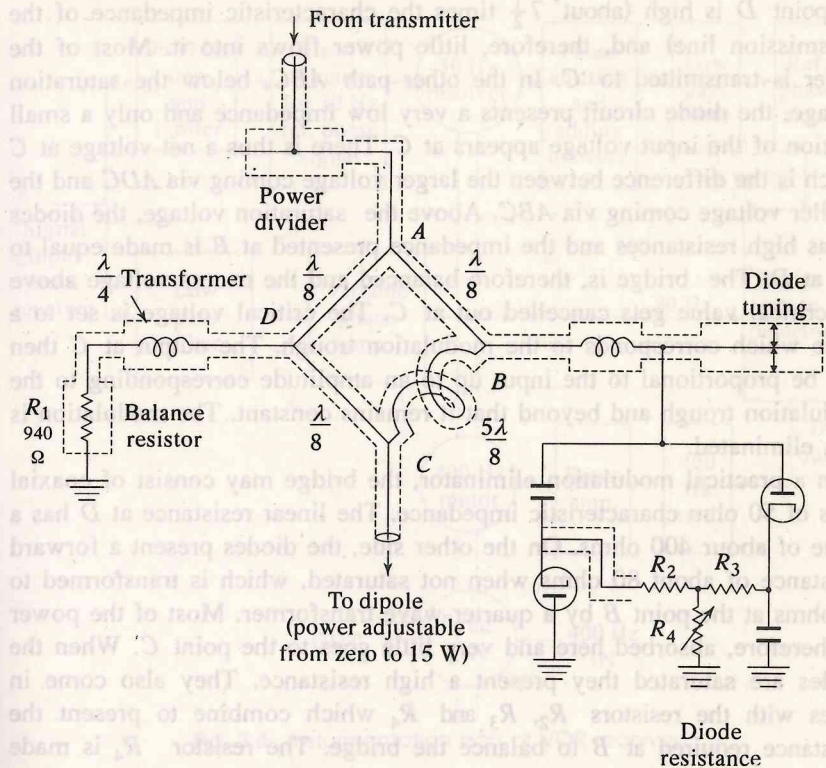 From transmitter
Power
divider
A
λ/4 Transformer
λ/8
λ/8
D
Diode
tuning
B
R₁
940
Ω
Balance
resistor
λ/8
5λ/8
C
To dipole
(power adjustable
from zero to 15 W)
R₂
R₃
R₄
Diode
resistance